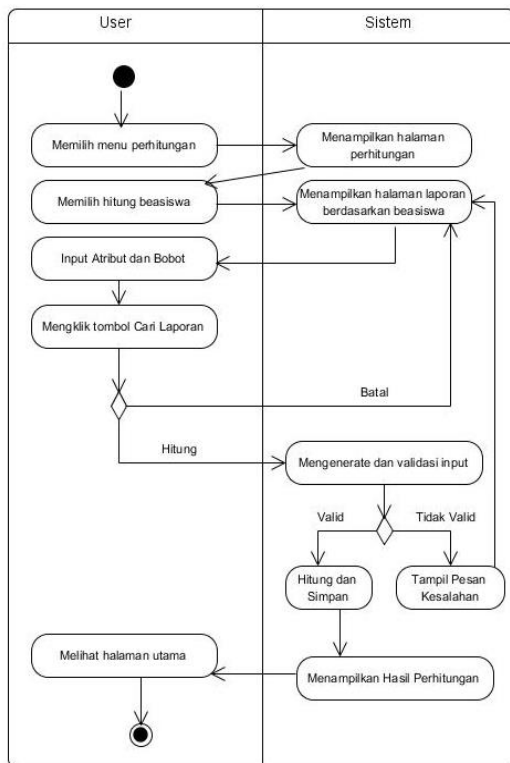 User
Sistem
Memilih menu perhitungan
Menampilkan halaman
perhitungan
Memilih hitung beasiswa
Menampilkan halaman laporan
berdasarkan beasiswa
Input Atribut dan Bobot
Mengklik tombol Cari Laporan
Batal
Hitung
Mengenerate dan validasi input
Valid
Tidak Valid
Hitung dan
Simpan
Tampil Pesan
Kesalahan
Melihat halaman utama
Menampilkan Hasil Perhitungan